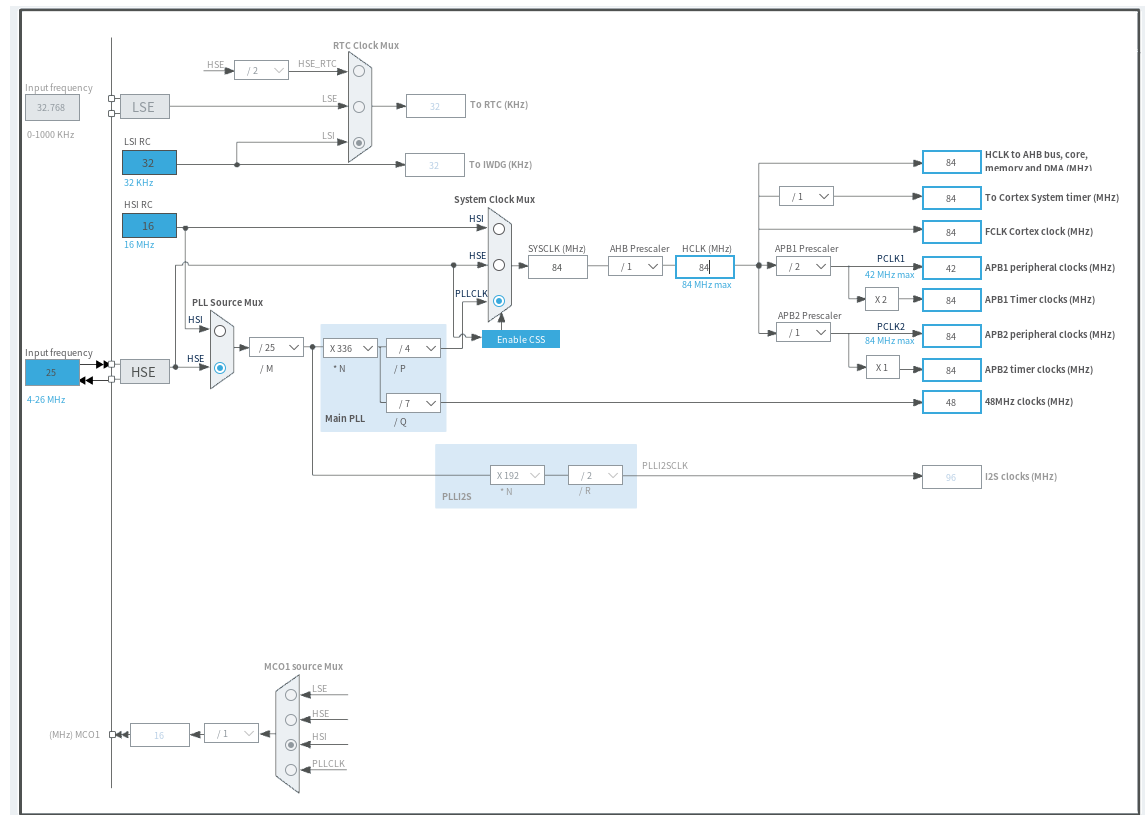 RTC Clock Mux
HSE
/ 2
HSE_RTC
Input frequency
32.768
LSE
LSE
32
To RTC (KHz)
0-1000 KHz
LSI RC
LSI
32
32
To IWDG (KHz)
32 KHz
HSI RC
16
16 MHz
System Clock Mux
HSI
HSE
PLLCLK
Enable CSS
SYSCLK (MHz)
84
AHB Prescaler
/ 1
HCLK (MHz)
84
84 MHz max
84
HCLK to AHB bus, core,
memory and DMA (MHz)
/ 1
84
To Cortex System timer (MHz)
84
FCLK Cortex clock (MHz)
APB1 Prescaler
/ 2
PCLK1
42 MHz max
42
APB1 peripheral clocks (MHz)
X 2
84
APB1 Timer clocks (MHz)
APB2 Prescaler
/ 1
PCLK2
84 MHz max
84
APB2 peripheral clocks (MHz)
X 1
84
APB2 timer clocks (MHz)
PLL Source Mux
HSI
HSE
Input frequency
25
HSE
4-26 MHz
/ 25
/ M
X 336
* N
/ 4
/ P
/ 7
/ Q
Main PLL
48
48MHz clocks (MHz)
X 192
* N
/ 2
/ R
PLLI2S
PLLI2SCLK
96
I2S clocks (MHz)
MCO1 source Mux
LSE
HSE
HSI
PLLCLK
(MHz) MCO1
16
/ 1